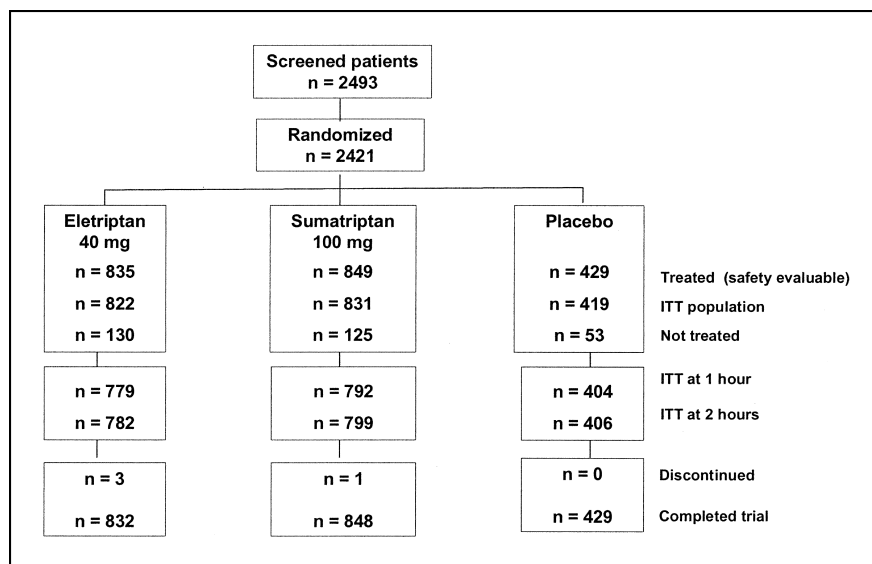 Screened patients
n = 2493
Randomized
n = 2421
Eletriptan
40 mg
n = 835
n = 822
n = 130
Sumatriptan
100 mg
n = 849
n = 831
n = 125
Placebo
n = 429
n = 419
n = 53
Treated (safety evaluable)
ITT population
Not treated
n = 779
n = 782
n = 792
n = 799
n = 404
n = 406
ITT at 1 hour
ITT at 2 hours
n = 3
n = 832
n = 1
n = 848
n = 0
n = 429
Discontinued
Completed trial